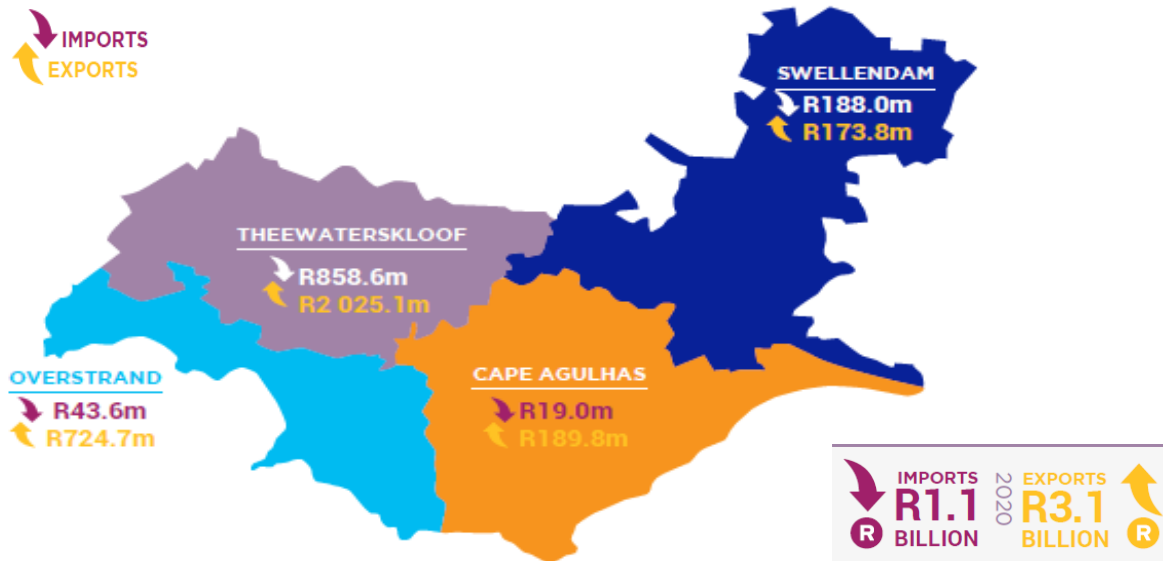 IMPORTS
EXPORTS
SWELLENDAM
R188.0m
R173.8m
THEEWATERSKLOOF
R858.6m
R2 025.1m
OVERSTRAND
R43.6m
R724.7m
CAPE AGULHAS
R19.0m
R189.8m
IMPORTS
R1.1
BILLION
R
2020
EXPORTS
R3.1
BILLION
R